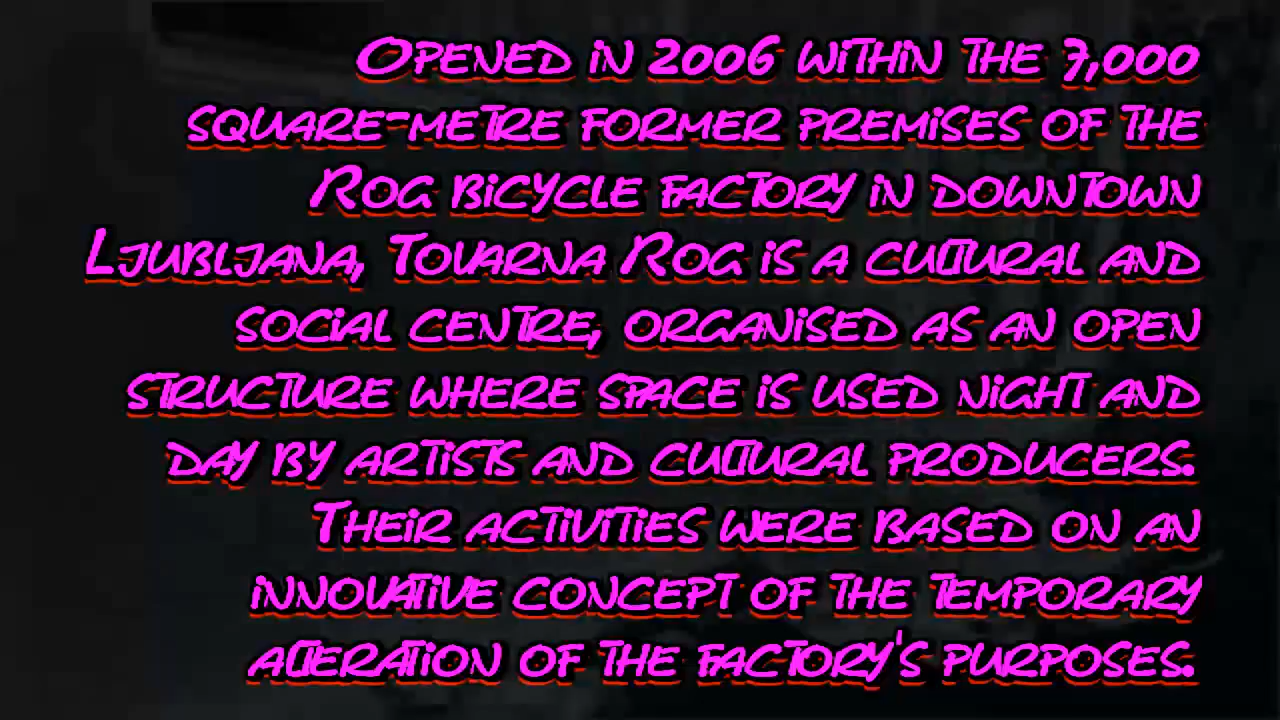 Opened in 2006 within the 7,000
square-metre former premises of the
Rog bicycle factory in downtown
Ljubljana, Tovarna Rog is a cultural and
social centre, organised as an open
structure where space is used night and
day by artists and cultural producers.
Their activities were based on an
innovative concept of the temporary
alteration of the factory's purposes.